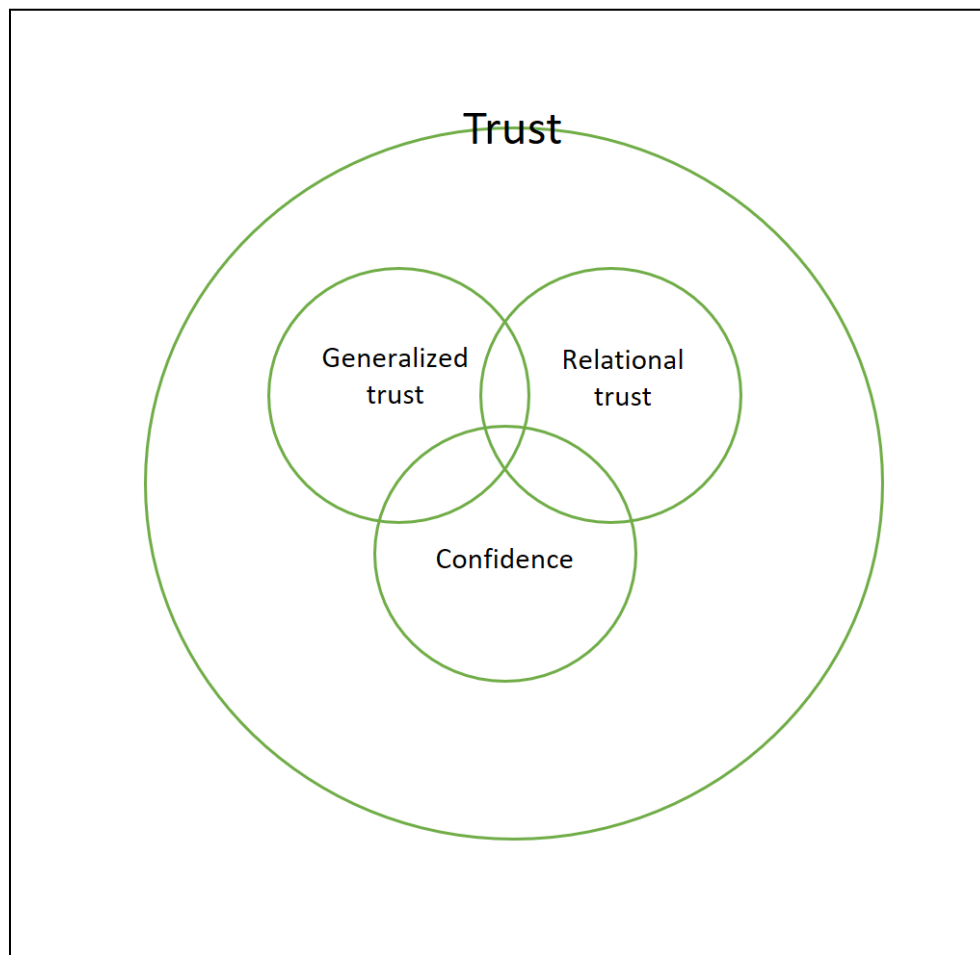 Trust
Generalized
trust
Relational
trust
Confidence